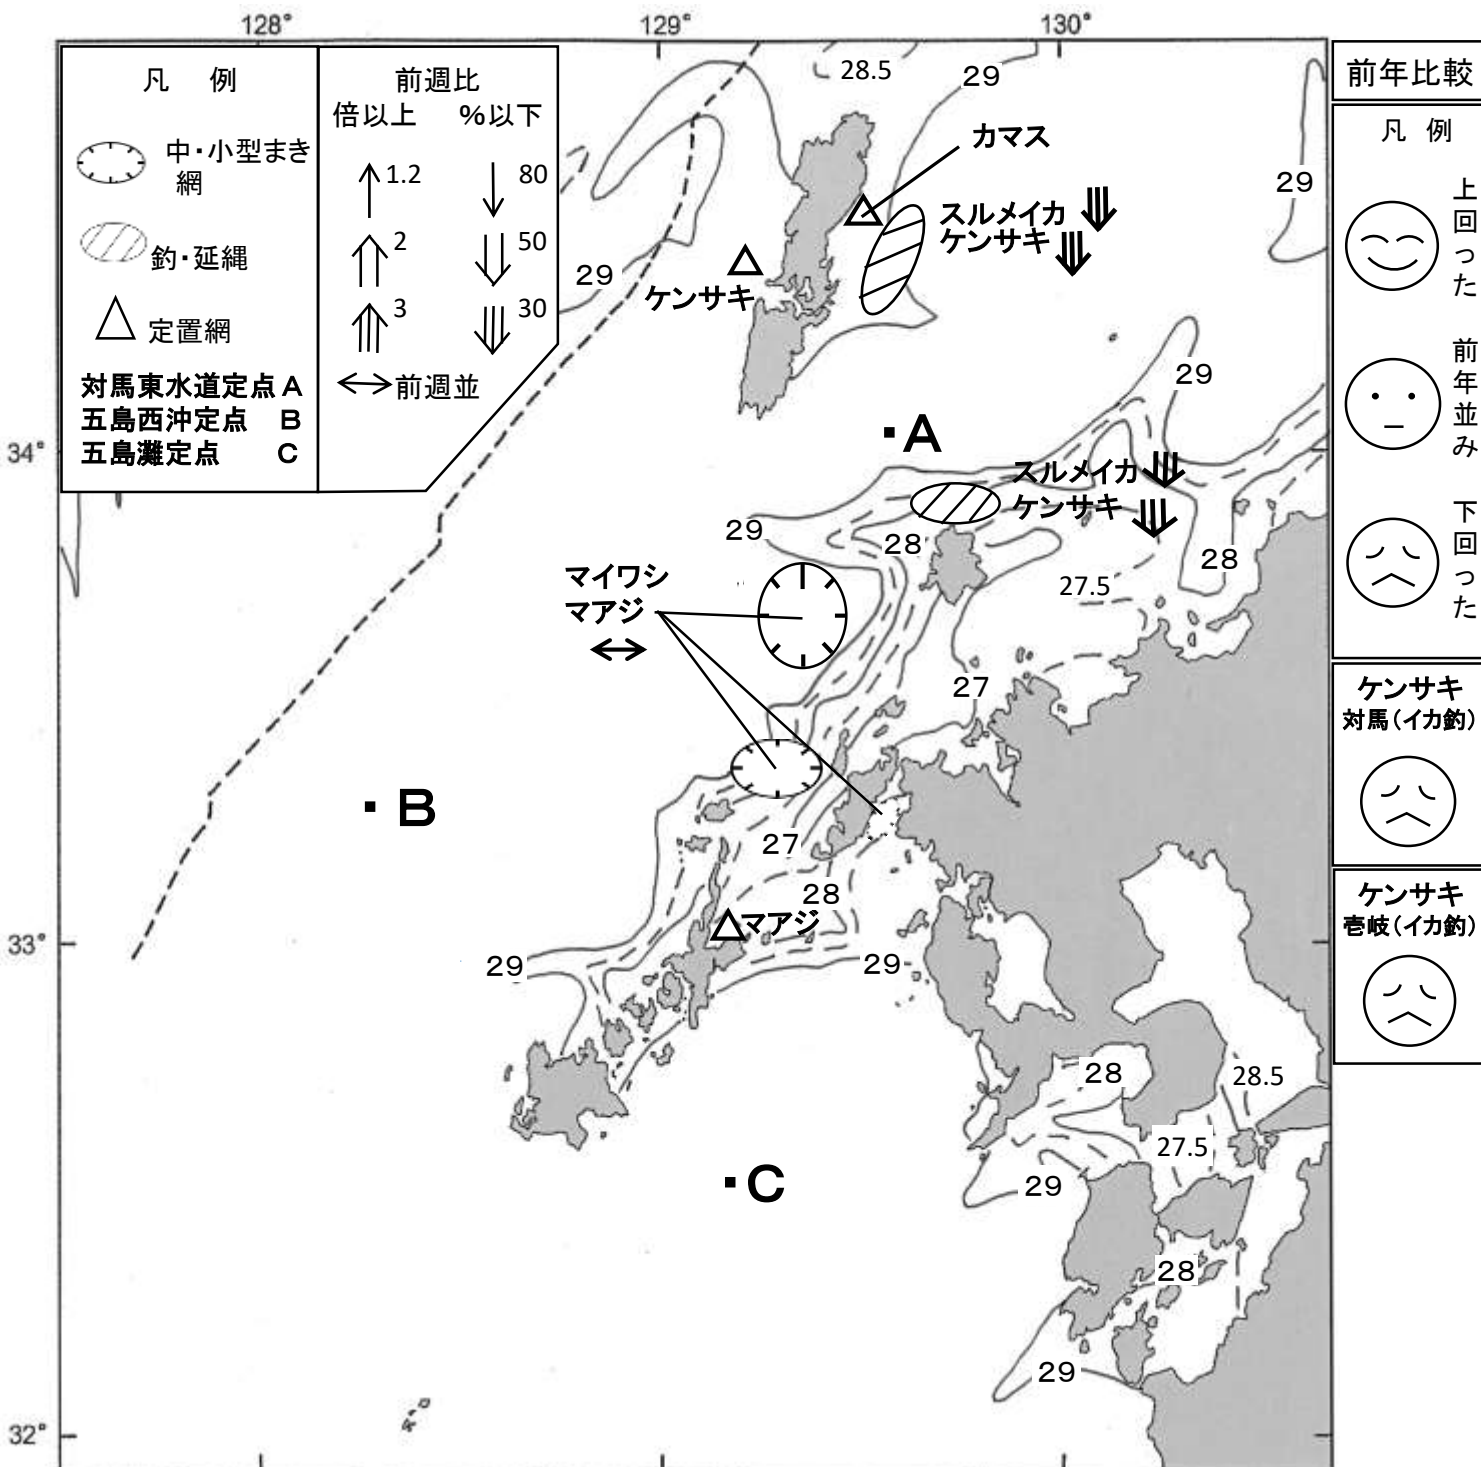 128°
129°
130°
凡 例
中・小型まき
網
釣・延縄
定置網
対馬東水道定点 A
五島西沖定点 B
五島灘定点 C
前週比
倍以上 %以下
1.2 80
2 50
3 30
前週並
28.5
29
カマス
29
スルメイカ
ケンサキ
29
ケンサキ
29
34°
A
スルメイカ
ケンサキ
29
28
28
27.5
マイワシ
マアジ
27
B
27
28
マアジ
33°
29
29
28
28.5
27.5
C
29
28
29
32°
前年比較
凡 例
上回った
前年並み
下回った
ケンサキ
対馬(イカ釣)
ケンサキ
壱岐(イカ釣)